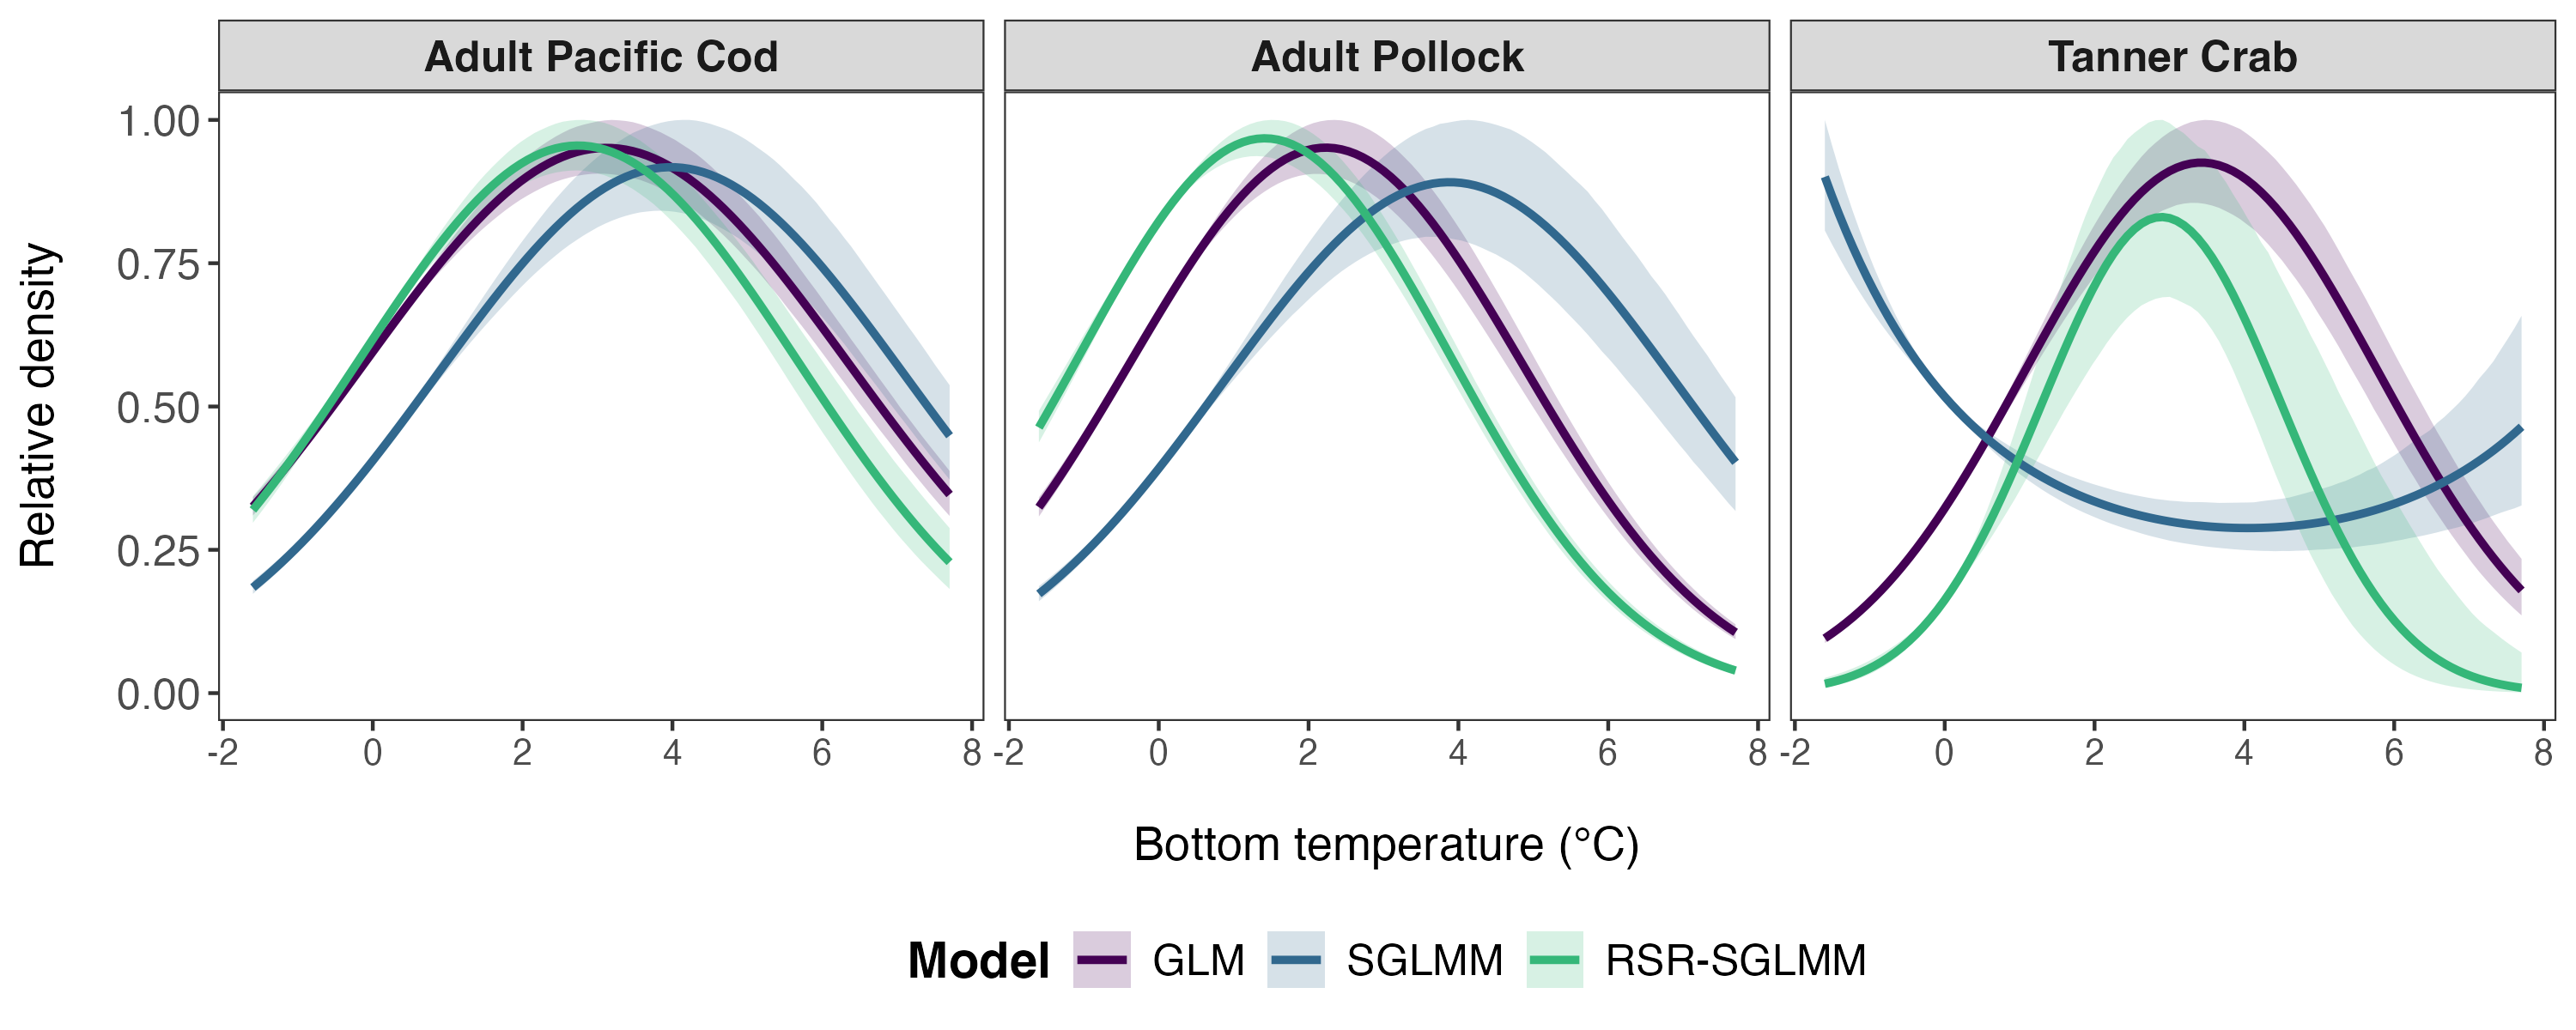 Adult Pacific Cod Adult Pollock Tanner Crab
1.00
0.75
0.50
0.25
0.00
Relative density
-2 0 2 4 6 8 -2 0 2 4 6 8 -2 0 2 4 6 8
Bottom temperature (°C)
Model GLM SGLMM RSR-SGLMM